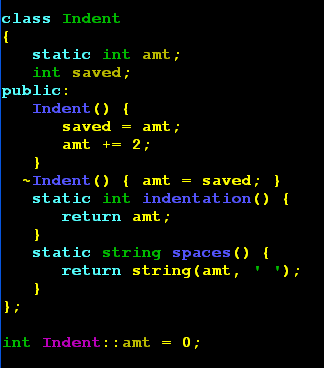 class Indent
{
   static int amt;
   int saved;
public:
   Indent() {
      saved = amt;
      amt += 2;
   }
  ~Indent() { amt = saved; }
   static int indentation() {
      return amt;
   }
   static string spaces() {
      return string(amt, ' ');
   }
};

int Indent::amt = 0;